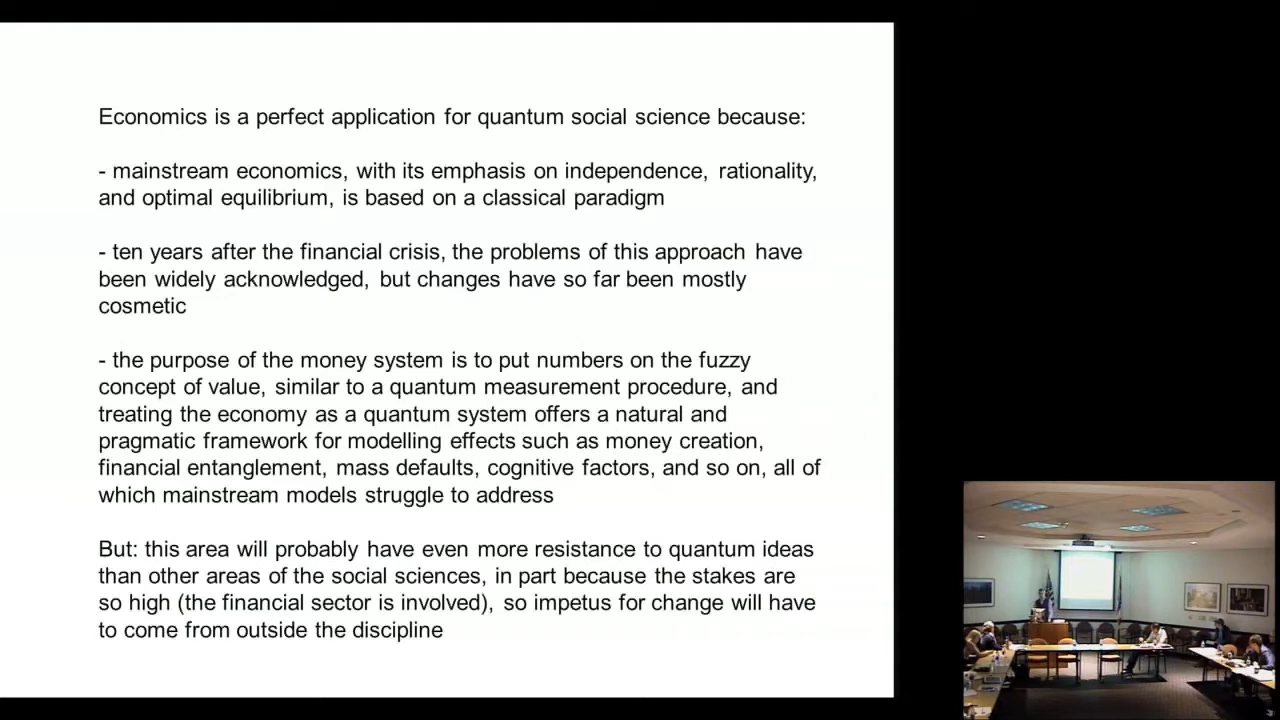 Economics is a perfect application for quantum social science because:
- mainstream economics, with its emphasis on independence, rationality,
and optimal equilibrium, is based on a classical paradigm
- ten years after the financial crisis, the problems of this approach have
been widely acknowledged, but changes have so far been mostly
cosmetic
- the purpose of the money system is to put numbers on the fuzzy
concept of value, similar to a quantum measurement procedure, and
treating the economy as a quantum system offers a natural and
pragmatic framework for modelling effects such as money creation,
financial entanglement, mass defaults, cognitive factors, and so on, all of
which mainstream models struggle to address
But: this area will probably have even more resistance to quantum ideas
than other areas of the social sciences, in part because the stakes are
so high (the financial sector is involved), so impetus for change will have
to come from outside the discipline